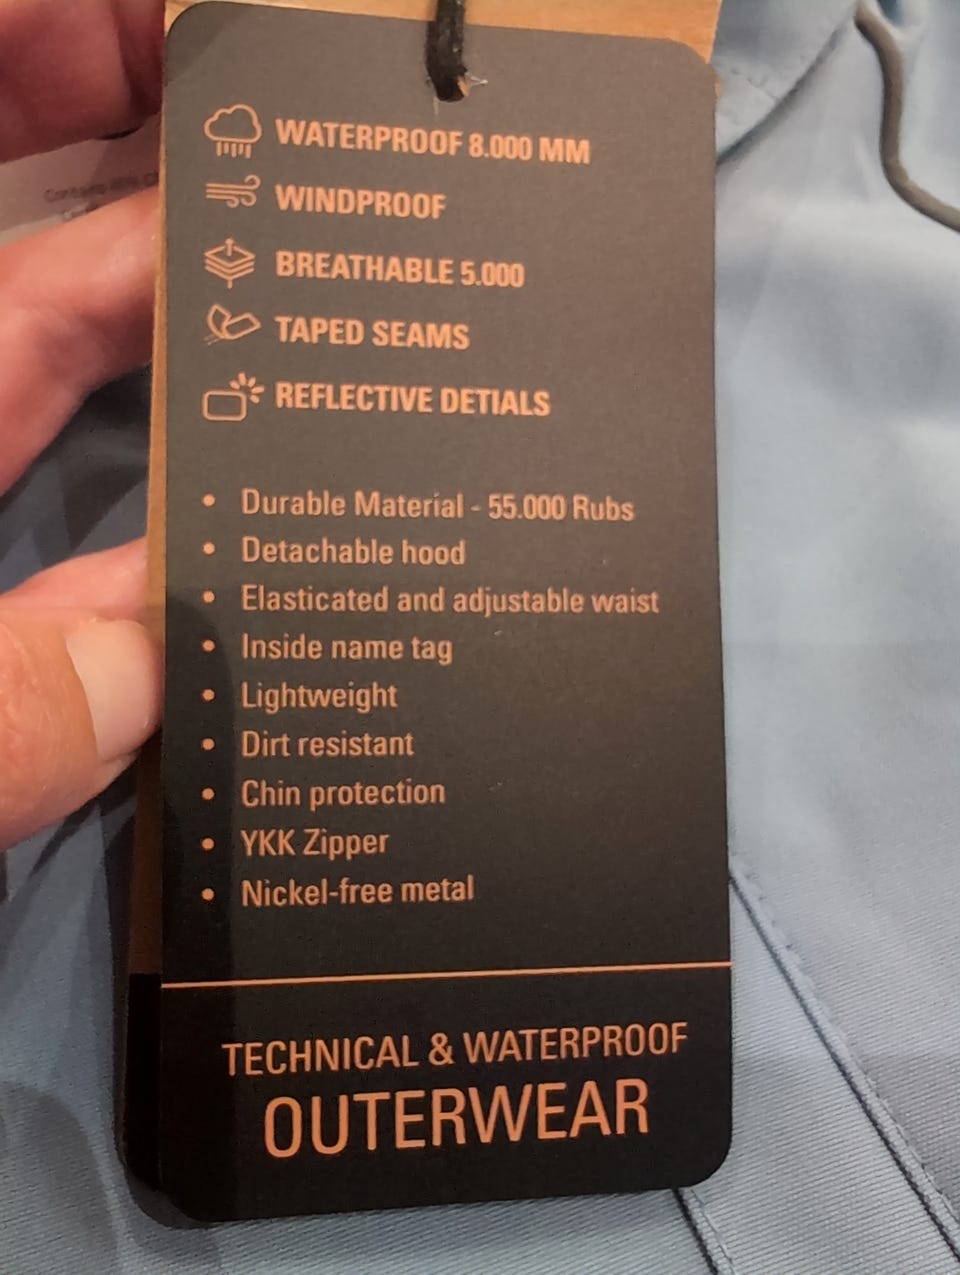 WATERPROOF 8.000 MM
WINDPROOF
BREATHABLE 5.000
TAPED SEAMS
REFLECTIVE DETIALS
• Durable Material - 55.000 Rubs
• Detachable hood
• Elasticated and adjustable waist
• Inside name tag
• Lightweight
• Dirt resistant
• Chin protection
• YKK Zipper
• Nickel-free metal
TECHNICAL & WATERPROOF
OUTERWEAR